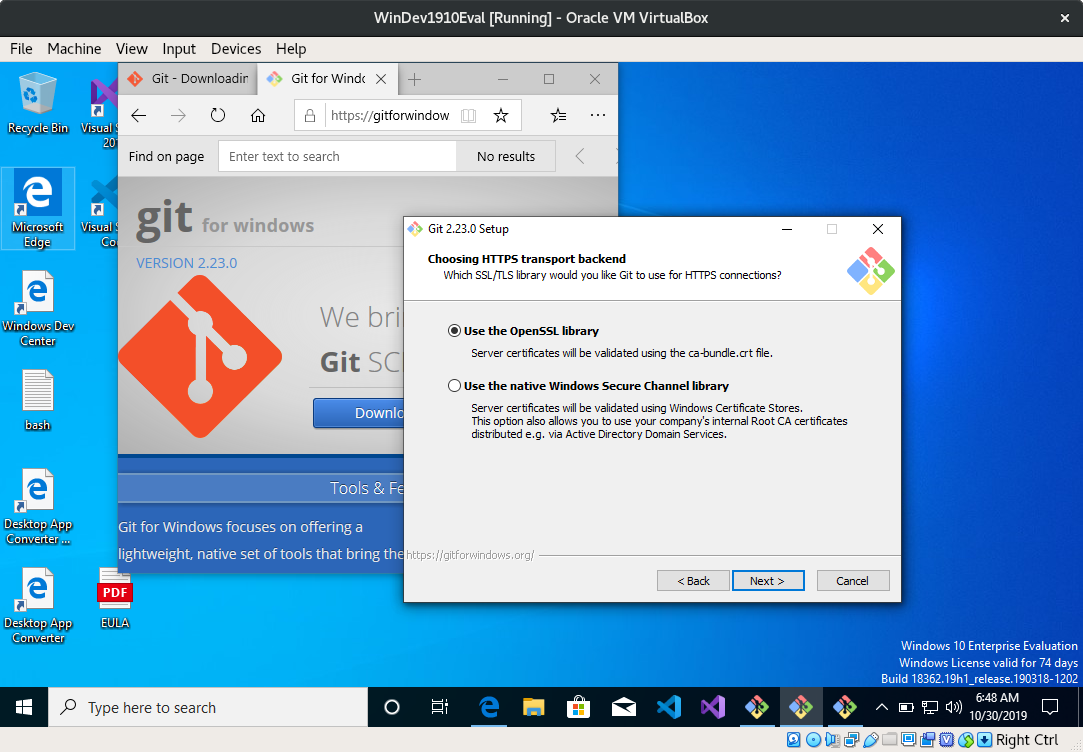 WinDev1910Eval [Running] - Oracle VM VirtualBox
File Machine View Input Devices Help
Git - Downloadin
Git for Windo
https://gitforwindow
Find on page
Enter text to search
No results
git for windows
VERSION 2.23.0
We bri
Git SC
Downlo
Tools & Fe
Git for Windows focuses on offering a
lightweight, native set of tools that bring the
Recycle Bin
Visual S
201
Microsoft
Edge
Visual S
Co
Windows Dev
Center
bash
Desktop App
Converter ...
Desktop App
Converter
PDF
EULA
Git 2.23.0 Setup
Choosing HTTPS transport backend
Which SSL/TLS library would you like Git to use for HTTPS connections?
Use the OpenSSL library
Server certificates will be validated using the ca-bundle.crt file.
Use the native Windows Secure Channel library
Server certificates will be validated using Windows Certificate Stores.
This option also allows you to use your company's internal Root CA certificates
distributed e.g. via Active Directory Domain Services.
https://gitforwindows.org/
< Back
Next >
Cancel
Windows 10 Enterprise Evaluation
Windows License valid for 74 days
Build 18362.19h1_release.190318-1202
Type here to search
6:48 AM
10/30/2019
Right Ctrl